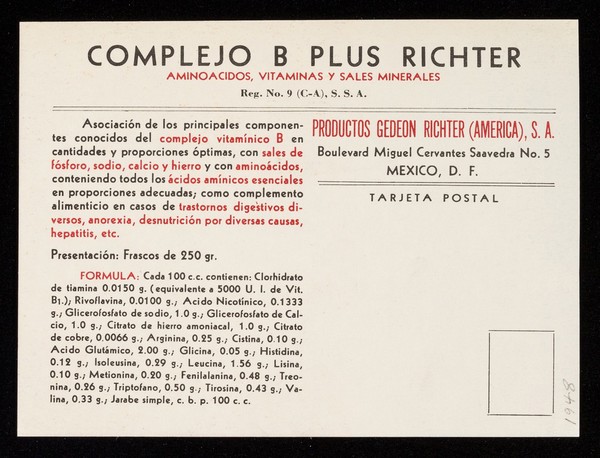 COMPLEJO B PLUS RICHTER
AMINOACIDOS, VITAMINAS Y SALES MINERALES
Reg. No. 9 (C-A), S. S. A.
Asociación de los principales componen-
tes conocidos del complejo vitamínico B en
cantidades y proporciones óptimas, con sales de
fósforo, sodio, calcio y hierro y con aminoácidos,
conteniendo todos los ácidos amínicos esenciales
en proporciones adecuadas; como complemento
alimenticio en casos de trastornos digestivos di-
versos, anorexia, desnutrición por diversas causas,
hepatitis, etc.
Presentación: Frascos de 250 gr.
FORMULA: Cada 100 c.c. contienen: Clorhidrato
de tiamina 0.0150 g. (equivalente a 5000 U. I. de Vit.
B1.); Rivoflavina, 0.0100 g.; Acido Nicotínico, 0.1333
g.; Glicerofosfato de sodio, 1.0 g.; Glicerofosfato de Cal-
cio, 1.0 g.; Citrato de hierro amoniacal, 1.0 g.; Citrato
de cobre, 0.0066 g.; Arginina, 0.25 g.; Cistina, 0.10 g.;
Acido Glutámico, 2.00 g.; Glicina, 0.05 g.; Histidina,
0.12 g.; Isoleusina, 0.29 g.; Leucina, 1.56 g.; Lisina,
0.10 g.; Metionina, 0.20 g.; Fenilalanina, 0.48 g.; Treo-
nina, 0.26 g.; Triptofano, 0.50 g.; Tirosina, 0.43 g.; Va-
lina, 0.33 g.; Jarabe simple, c. b. p. 100 c. c.
PRODUCTOS GEDEON RICHTER (AMERICA), S. A.
Boulevard Miguel Cervantes Saavedra No. 5
MEXICO, D. F.
TARJETA POSTAL
1948